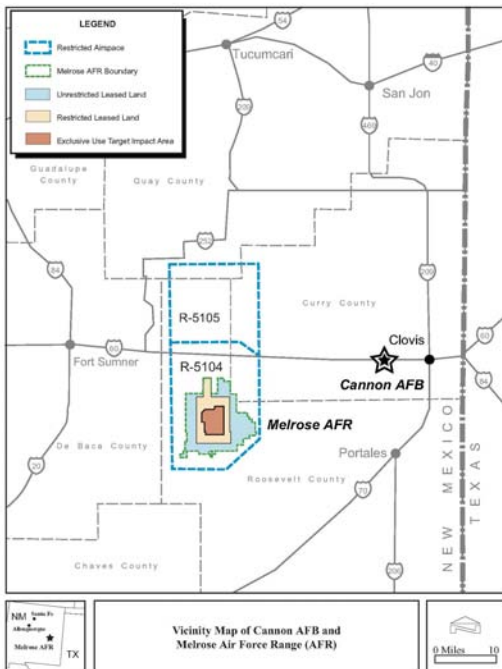 LEGEND
Restricted Airspace
Melrose AFR Boundary
Unrestricted Leased Land
Restricted Leased Land
Exclusive Use Target Impact Area
54
Tucumcari
40
San Jon
209
469
Guadalupe
County
Quay County
252
84
R-5105
Curry County
209
Clovis
60
60
Fort Sumner
R-5104
Cannon AFB
84
Melrose AFR
De Baca County
Portales
20
Roosevelt County
70
NEW MEXICO
TEXAS
Chaves County
206
NM
Santa Fe
Albuquerque
Melrose AFR
TX
Vicinity Map of Cannon AFB and
Melrose Air Force Range (AFR)
0 Miles 10